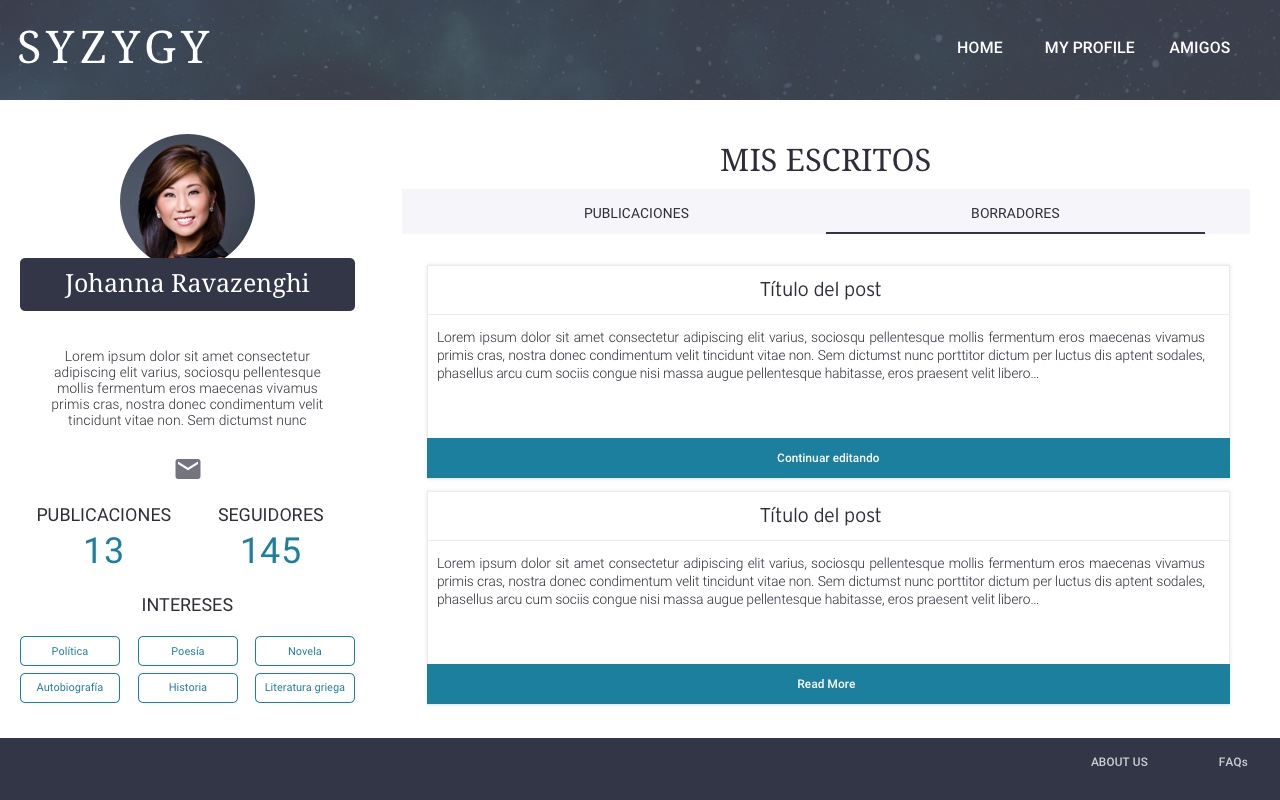 SYZYGY
HOME MY PROFILE AMIGOS
Johanna Ravazenghi
Lorem ipsum dolor sit amet consectetur
adipiscing elit varius, sociosqu pellentesque
mollis fermentum eros maecenas vivamus
primis cras, nostra donec condimentum velit
tincidunt vitae non. Sem dictumst nunc
PUBLICACIONES SEGUIDORES
13 145
INTERESES
Política Poesía Novela
Autobiografía Historia Literatura griega
MIS ESCRITOS
PUBLICACIONES BORRADORES
Título del post
Lorem ipsum dolor sit amet consectetur adipiscing elit varius, sociosqu pellentesque mollis fermentum eros maecenas vivamus
primis cras, nostra donec condimentum velit tincidunt vitae non. Sem dictumst nunc porttitor dictum per luctus dis aptent sodales,
phasellus arcu cum sociis congue nisi massa augue pellentesque habitasse, eros praesent velit libero...
Continuar editando
Título del post
Lorem ipsum dolor sit amet consectetur adipiscing elit varius, sociosqu pellentesque mollis fermentum eros maecenas vivamus
primis cras, nostra donec condimentum velit tincidunt vitae non. Sem dictumst nunc porttitor dictum per luctus dis aptent sodales,
phasellus arcu cum sociis congue nisi massa augue pellentesque habitasse, eros praesent velit libero...
Read More
ABOUT US FAQs